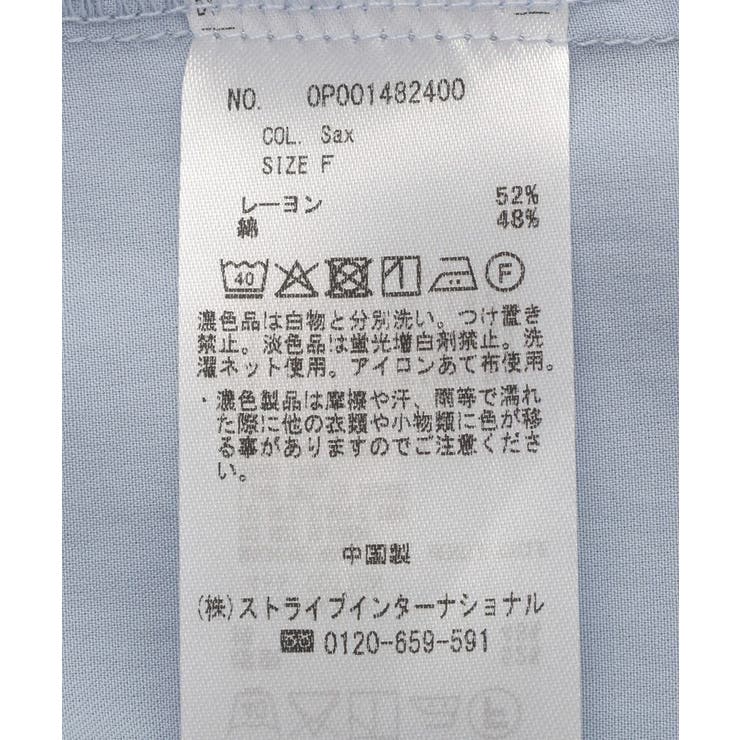 NO. OP001482400
COL. Sax
SIZE F
レーヨン 52%
綿 48%
40 F
濃色品は白物と分別洗い。つけ置き
禁止。淡色品は蛍光増白剤禁止。洗
濯ネット使用。アイロンあて布使用。
・濃色製品は摩擦や汗、雨等で濡れ
た際に他の衣類や小物類に色が移
る事がありますのでご注意くださ
い。
中国製
(株)ストライプインターナショナル
0120-659-591